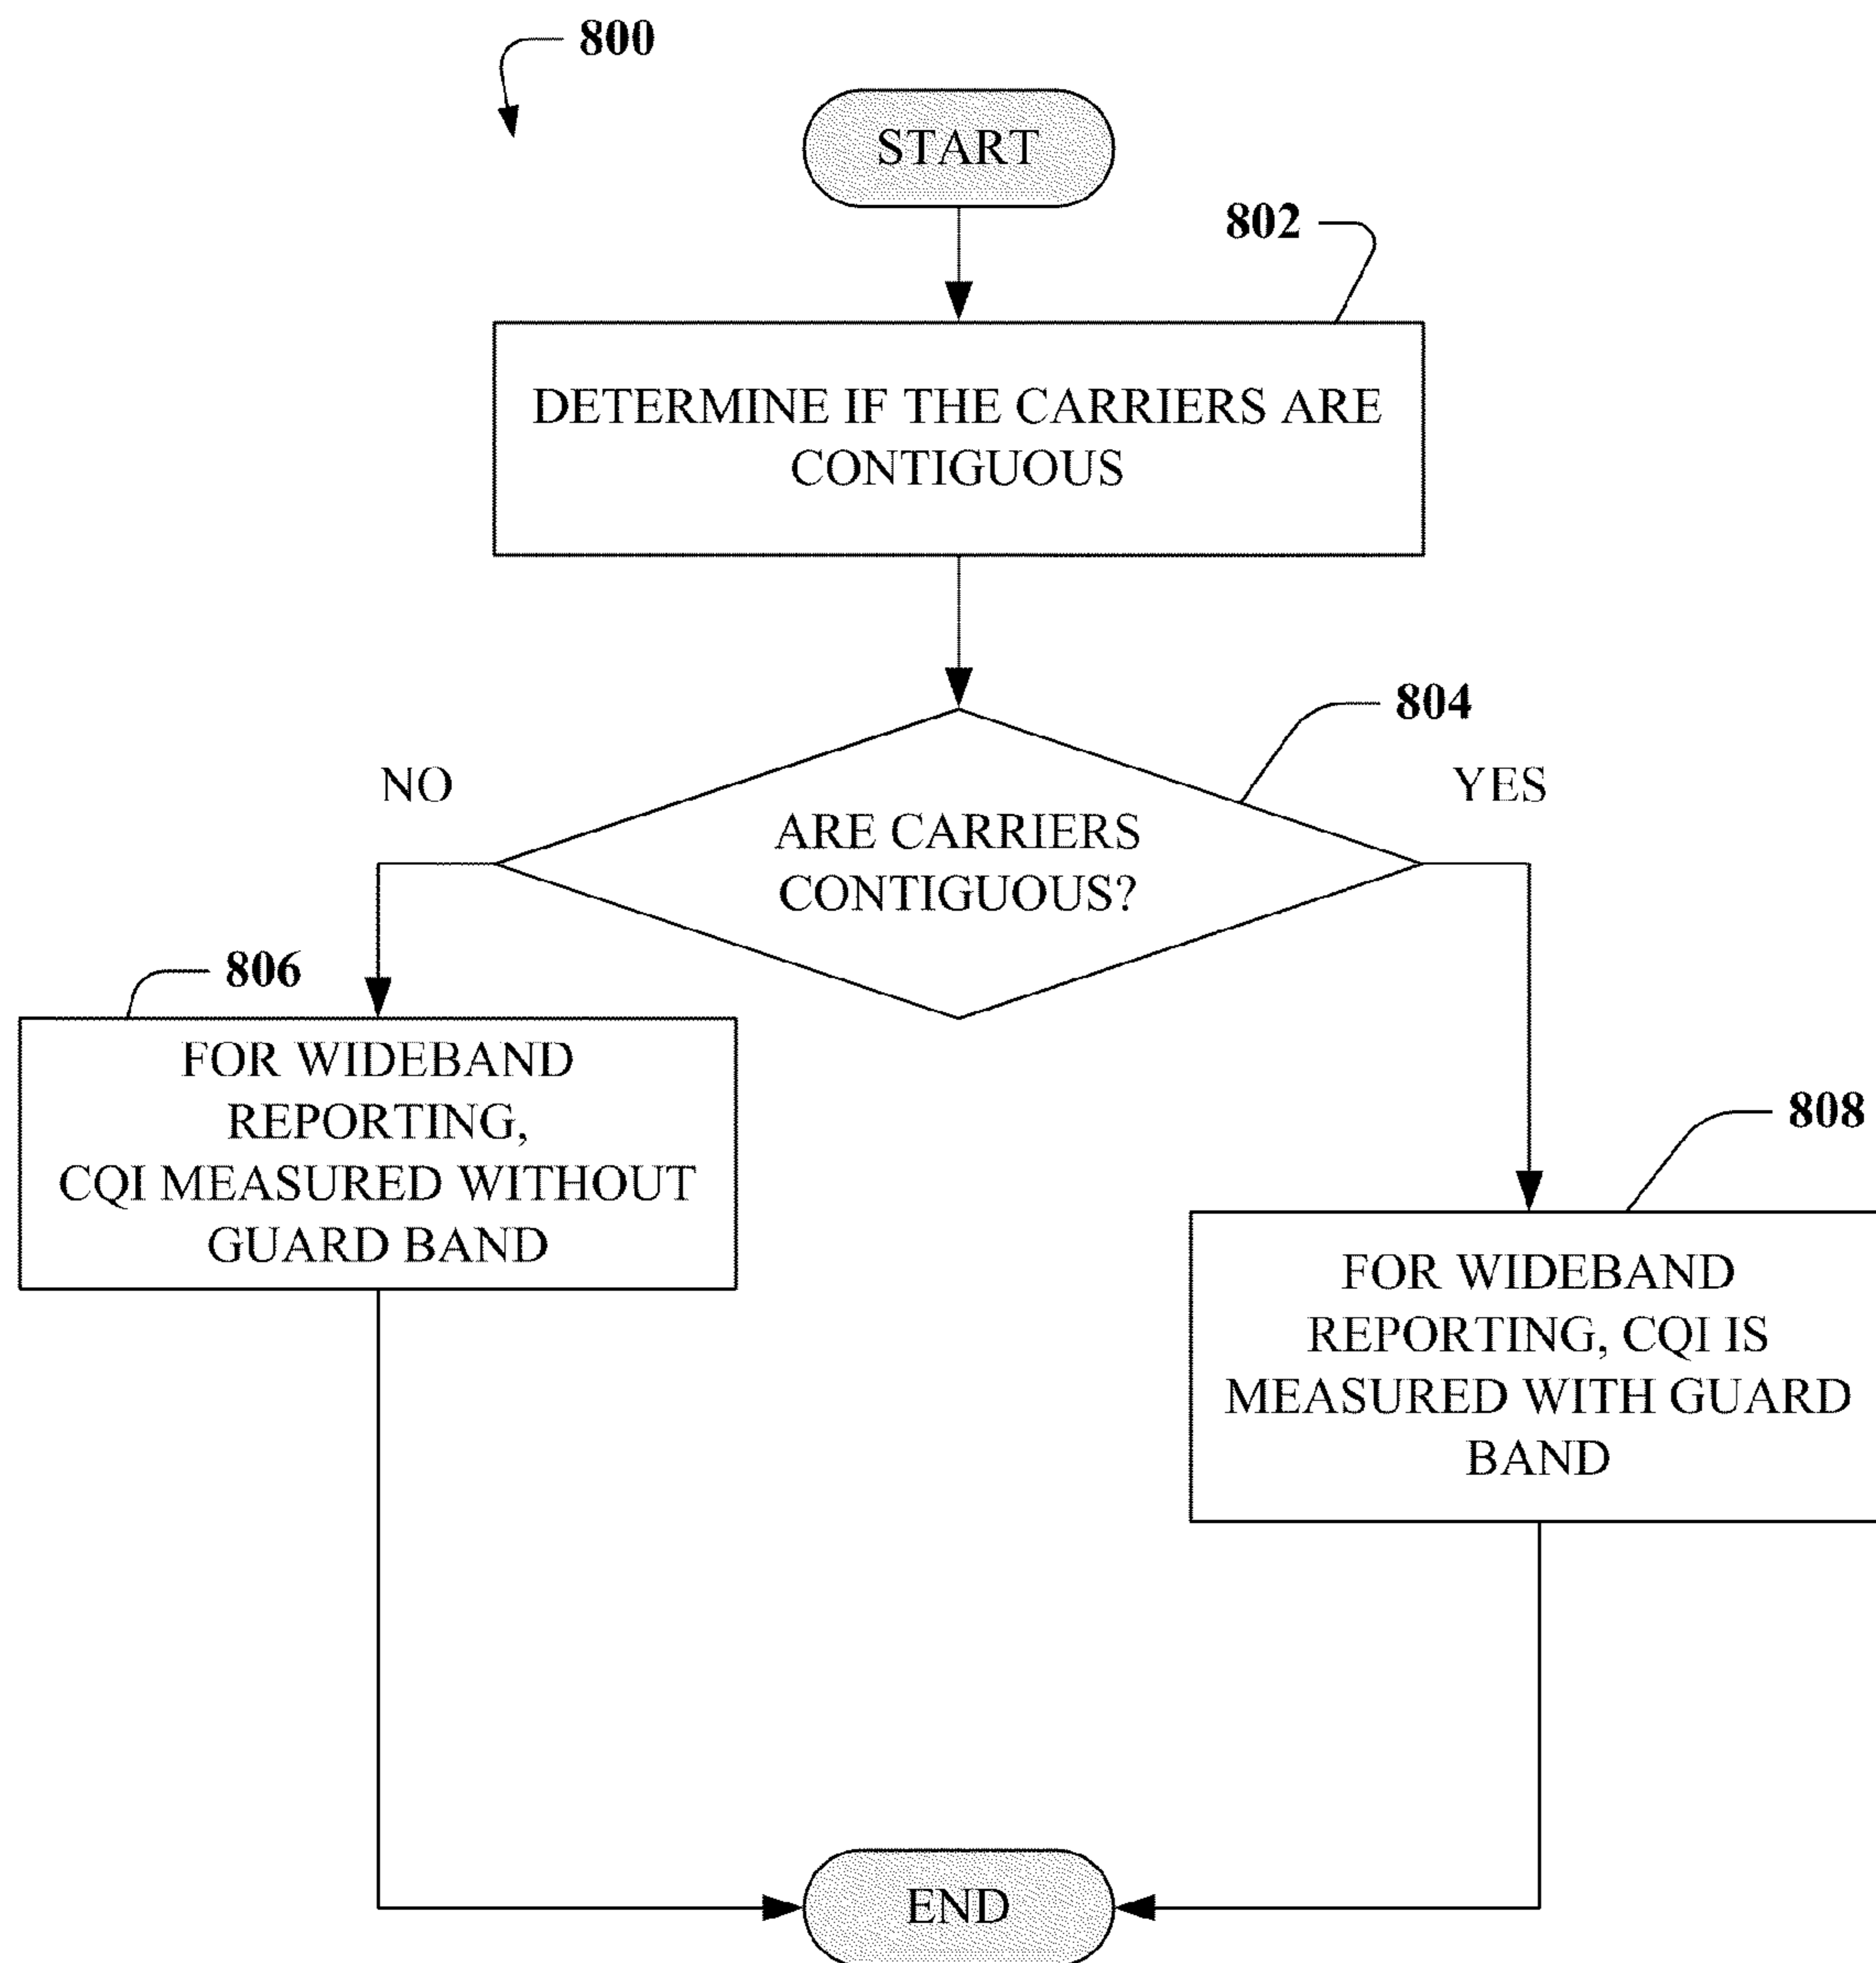 800
START
802
DETERMINE IF THE CARRIERS ARE
CONTIGUOUS
804
NO
YES
ARE CARRIERS
CONTIGUOUS?
806
FOR WIDEBAND
REPORTING,
CQI MEASURED WITHOUT
GUARD BAND
808
FOR WIDEBAND
REPORTING, CQI IS
MEASURED WITH GUARD
BAND
END